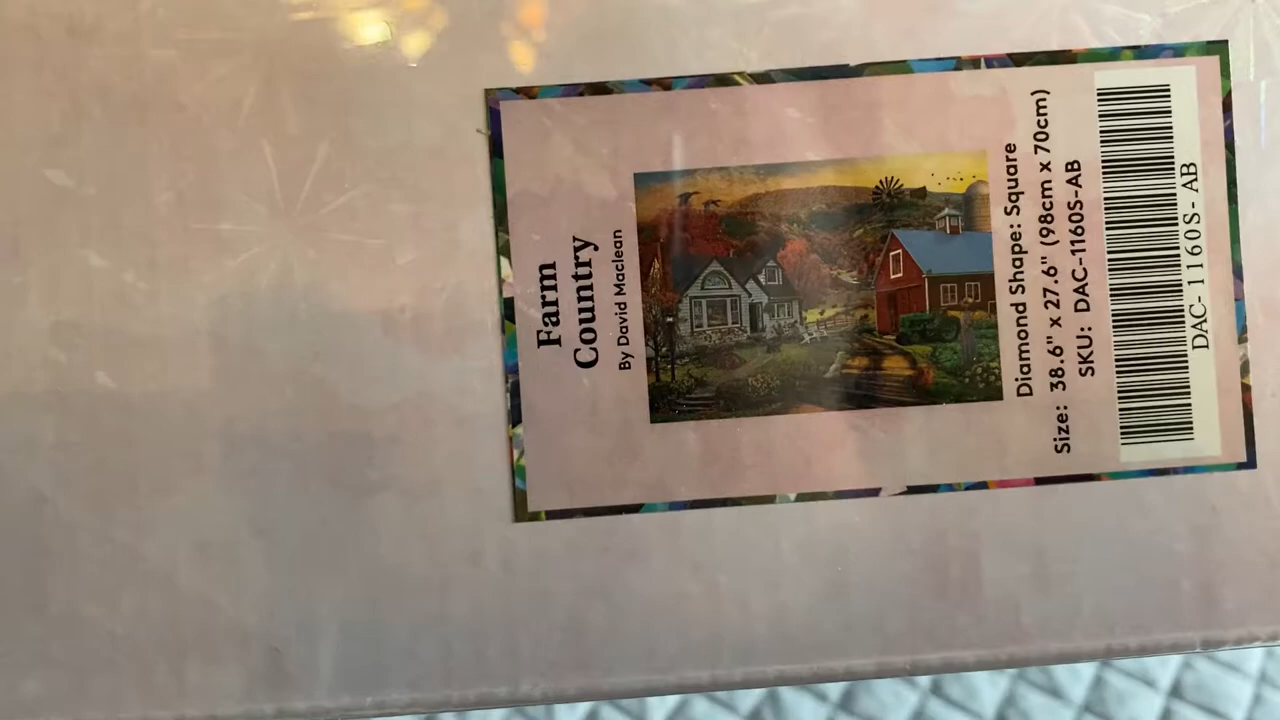 Farm
Country
By David Maclean
Diamond Shape: Square
Size: 38.6" x 27.6" (98cm x 70cm)
SKU: DAC-1160S-AB
DAC- 1160S- AB